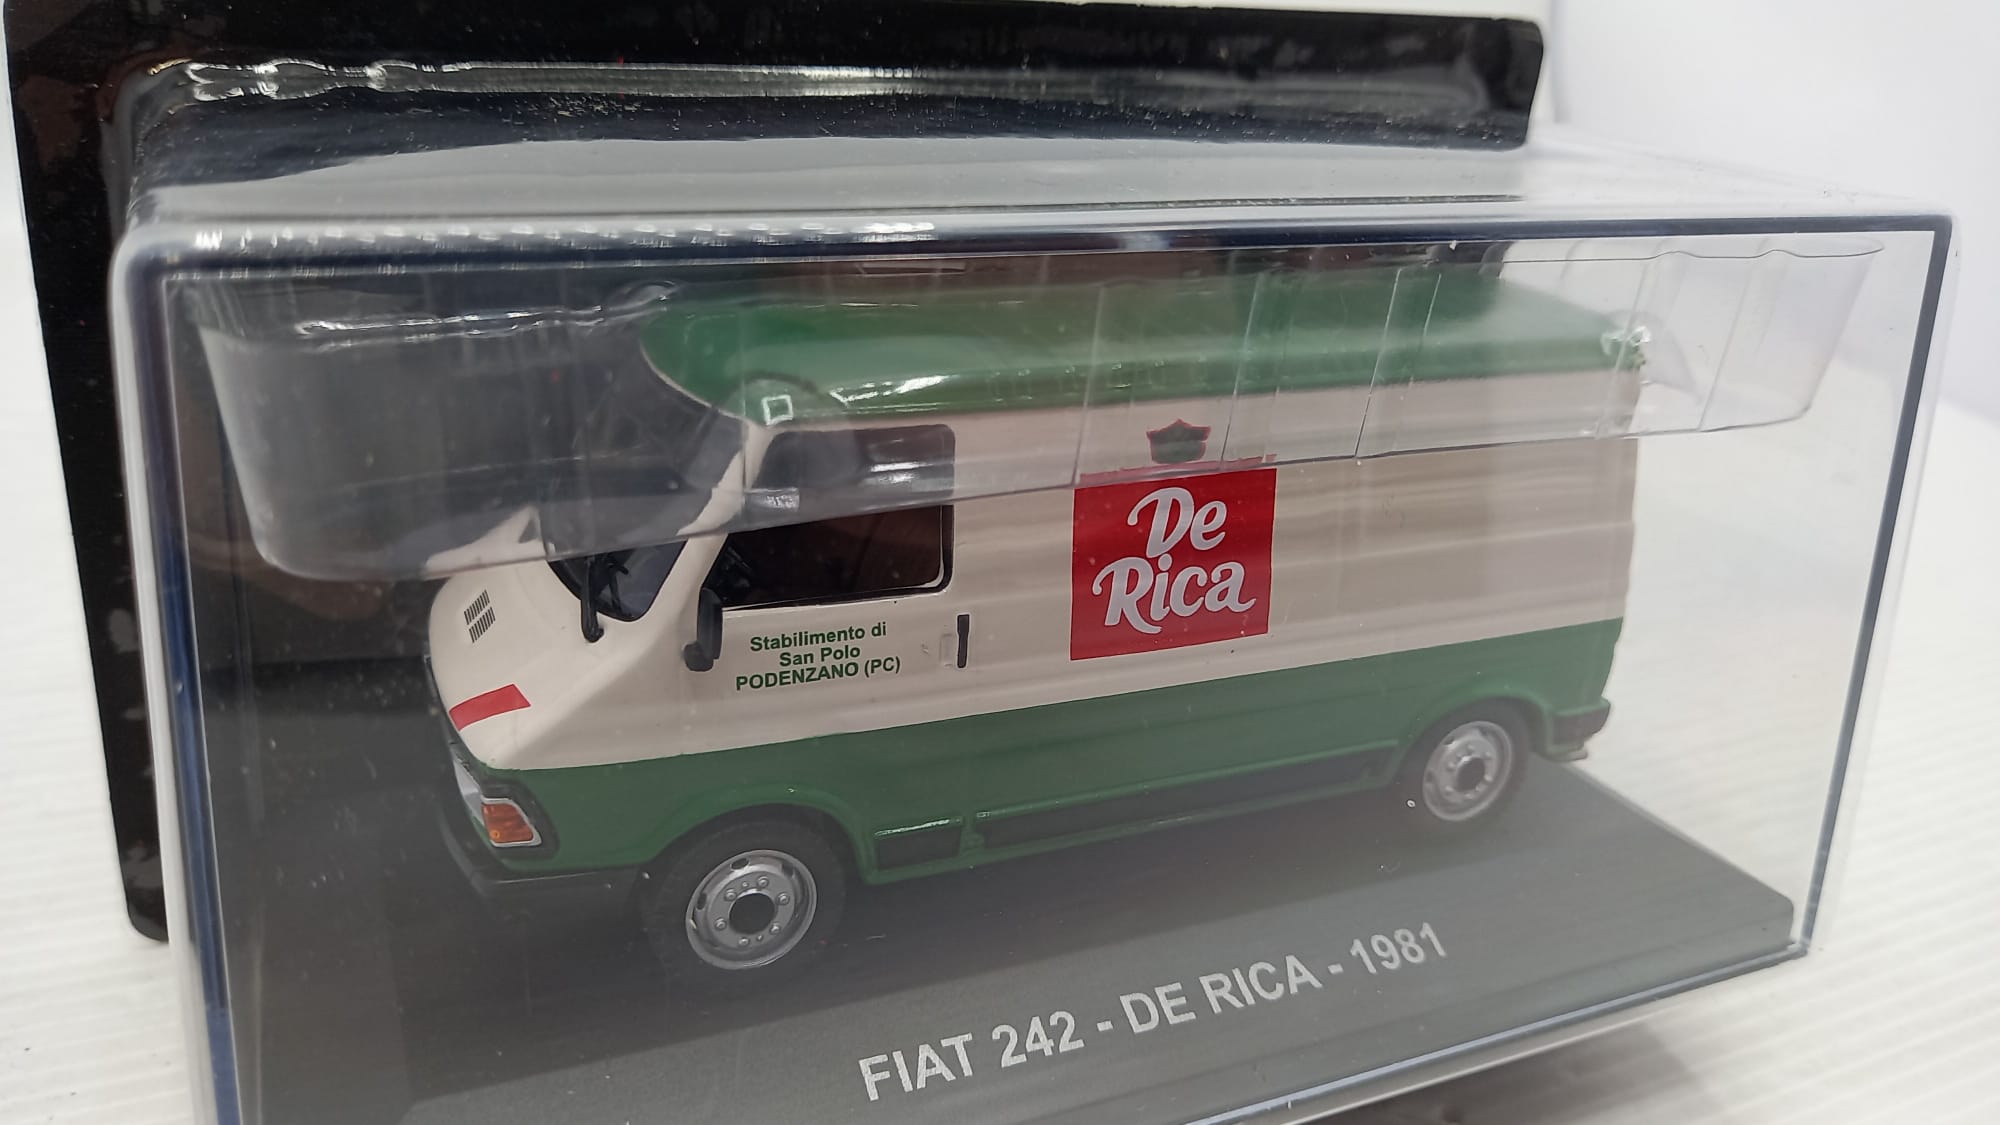 De
Rica
Stabilimento di
San Polo
PODENZANO (PC)
FIAT 242 - DE RICA - 1981